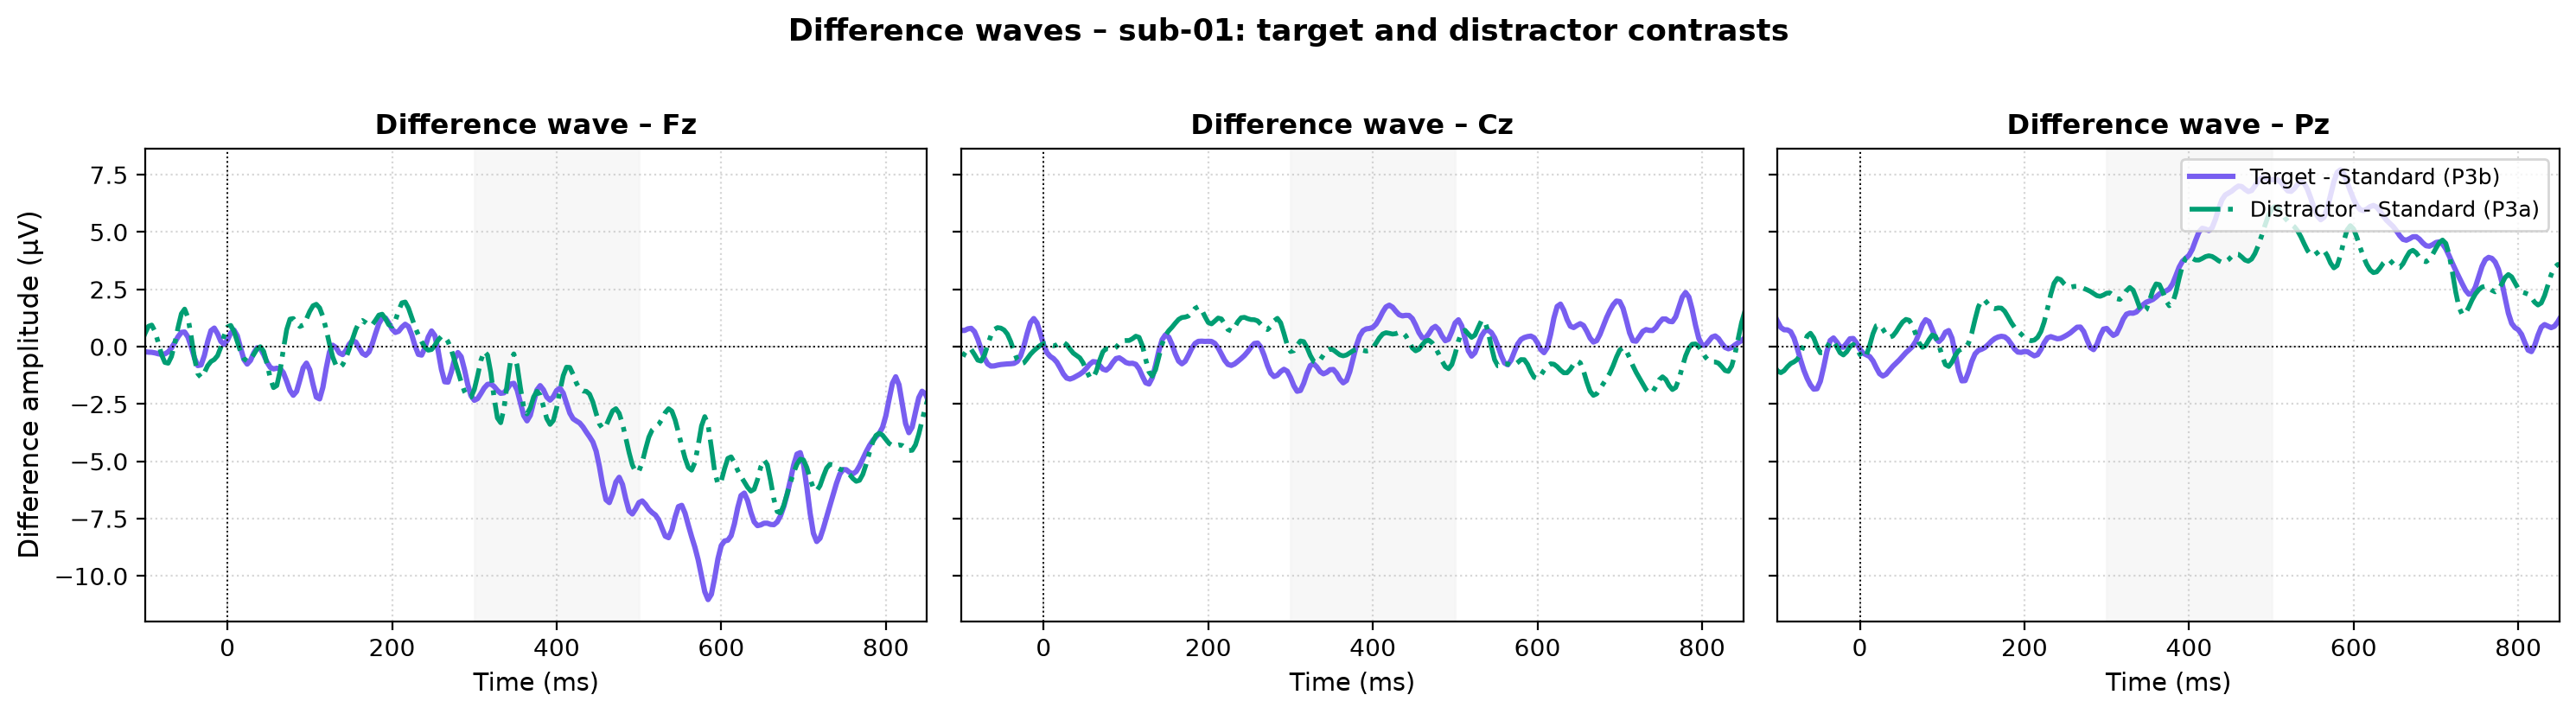 Difference waves – sub-01: target and distractor contrasts
Difference wave – Fz
Difference wave – Cz
Difference wave – Pz
Difference amplitude (µV)
7.5
5.0
2.5
0.0
−2.5
−5.0
−7.5
−10.0
Target - Standard (P3b)
Distractor - Standard (P3a)
0 200 400 600 800
0 200 400 600 800
0 200 400 600 800
Time (ms)
Time (ms)
Time (ms)